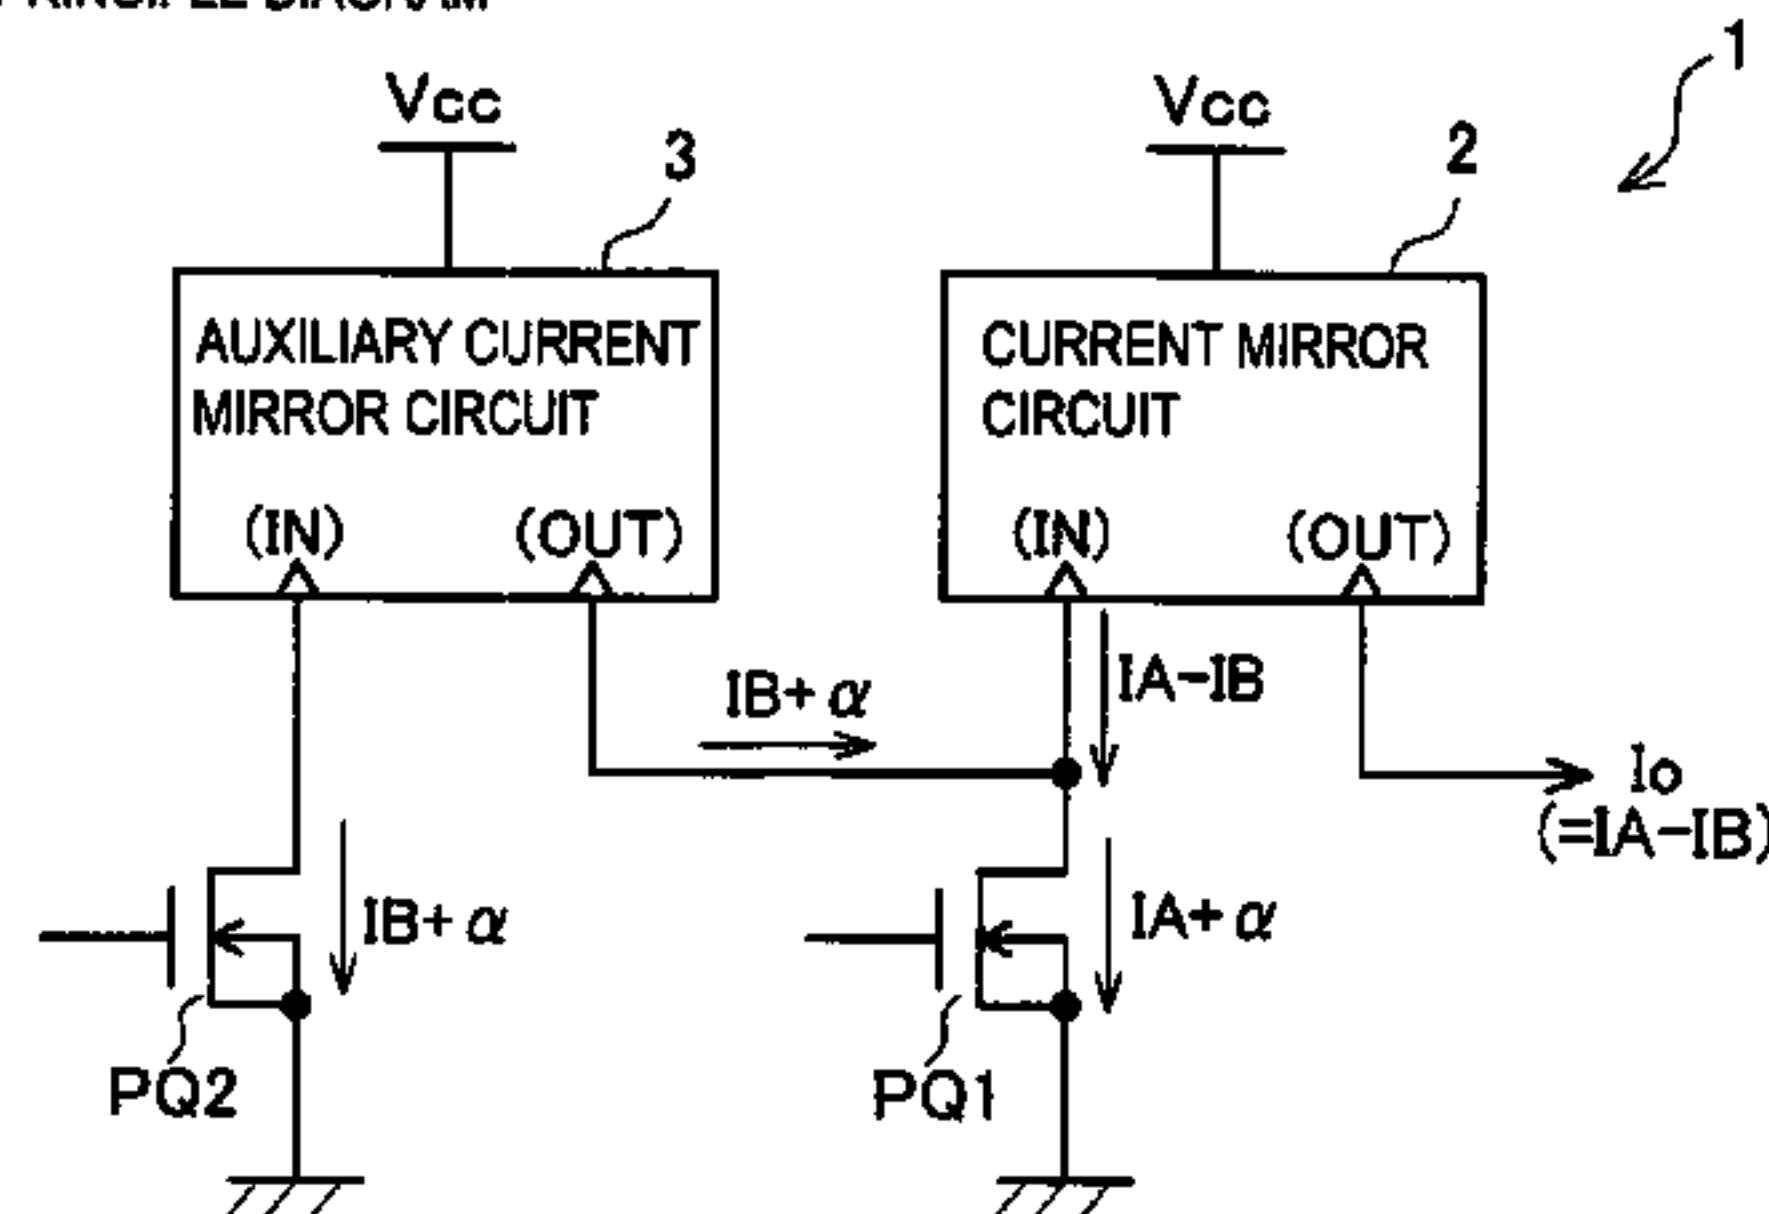 1
Vcc
3
Vcc
2
AUXILIARY CURRENT
MIRROR CIRCUIT
CURRENT MIRROR
CIRCUIT
(IN)
(OUT)
(IN)
(OUT)
IB+α
IA-IB
Io
(=IA-IB)
IB+α
IA+α
PQ2
PQ1